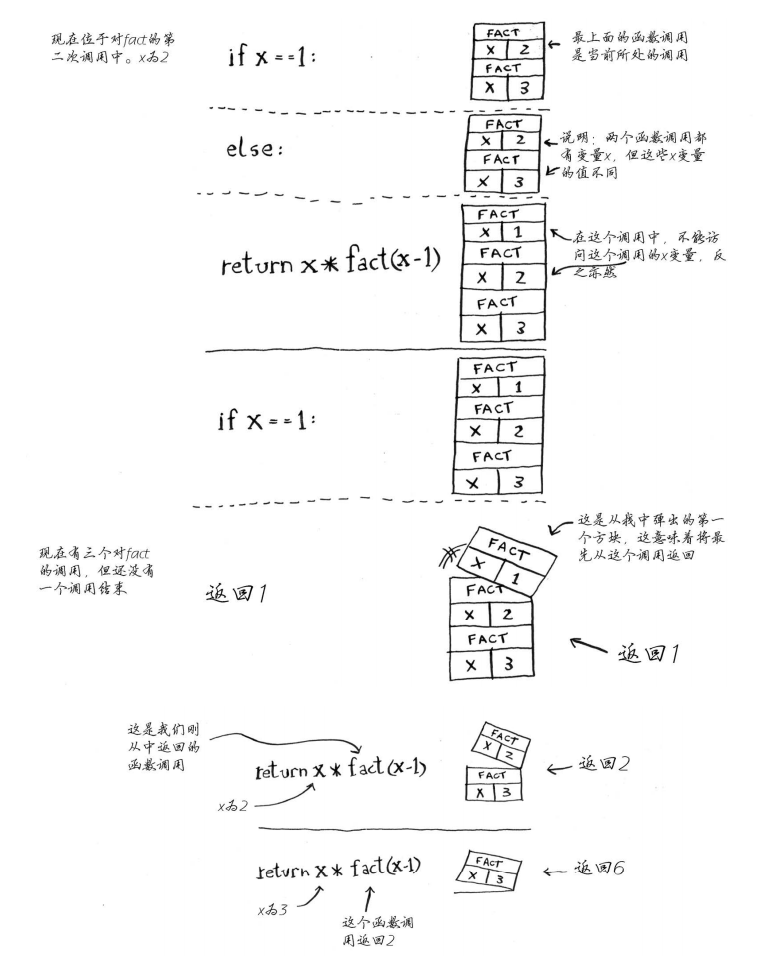 现在位于对fact的第
二次调用中。x为2
if x==1:
FACT
X 2
FACT
X 3
最上面的函数调用
是当前所处的调用
else:
FACT
X 2
FACT
X 3
说明：两个函数调用都
有变量x，但这些x变量
的值不同
return x*fact(x-1)
FACT
X 1
FACT
X 2
FACT
X 3
在这个调用中，不能访
问这个调用的x变量，反
之亦然
if x==1:
FACT
X 1
FACT
X 2
FACT
X 3
现在有三个对fact
的调用，但还没有
一个调用结束
返回1
FACT
X 1
FACT
X 2
FACT
X 3
这是从栈中弹出的第一
个方块，这意味着将最
先从这个调用返回
返回1
这是我们刚
从中返回的
函数调用
return x*fact(x-1)
x为2
FACT
X 2
FACT
X 3
返回2
return x*fact(x-1)
x为3
这个函数调
用返回2
FACT
X 3
返回6